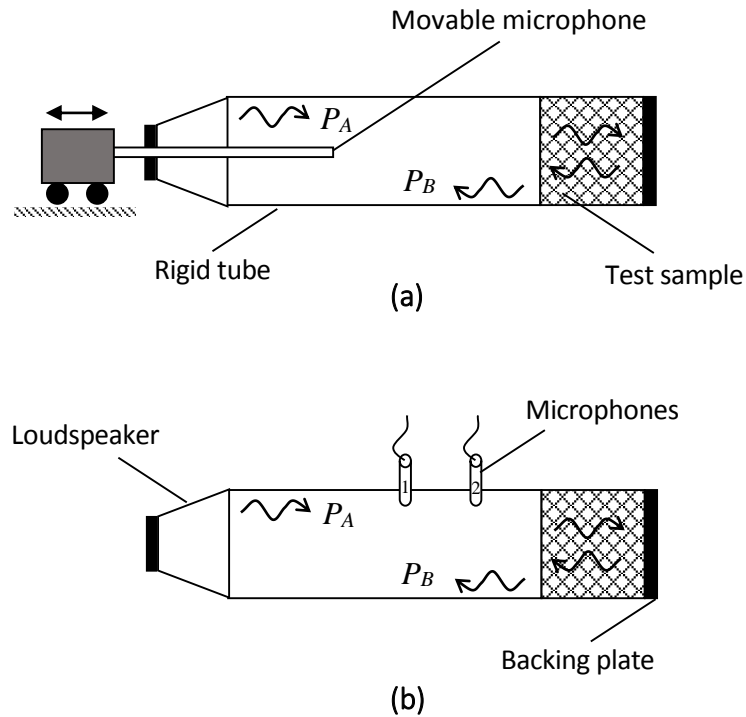 Movable microphone
P_A
P_B
Rigid tube
Test sample
(a)
Microphones
Loudspeaker
1
2
P_A
P_B
Backing plate
(b)